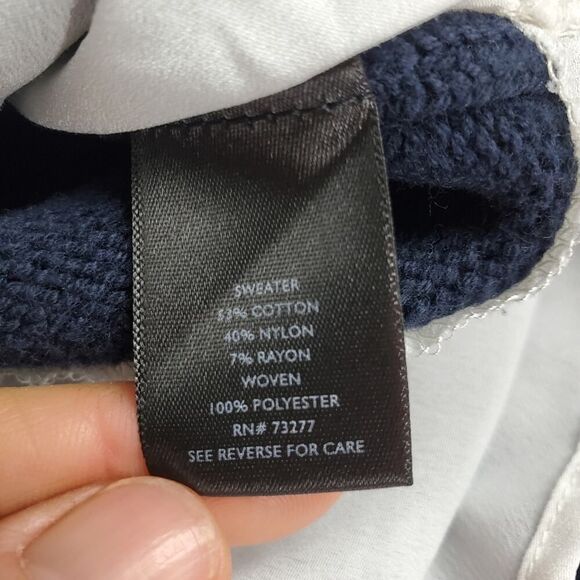 SWEATER
53% COTTON
40% NYLON
7% RAYON
WOVEN
100% POLYESTER
RN# 73277
SEE REVERSE FOR CARE